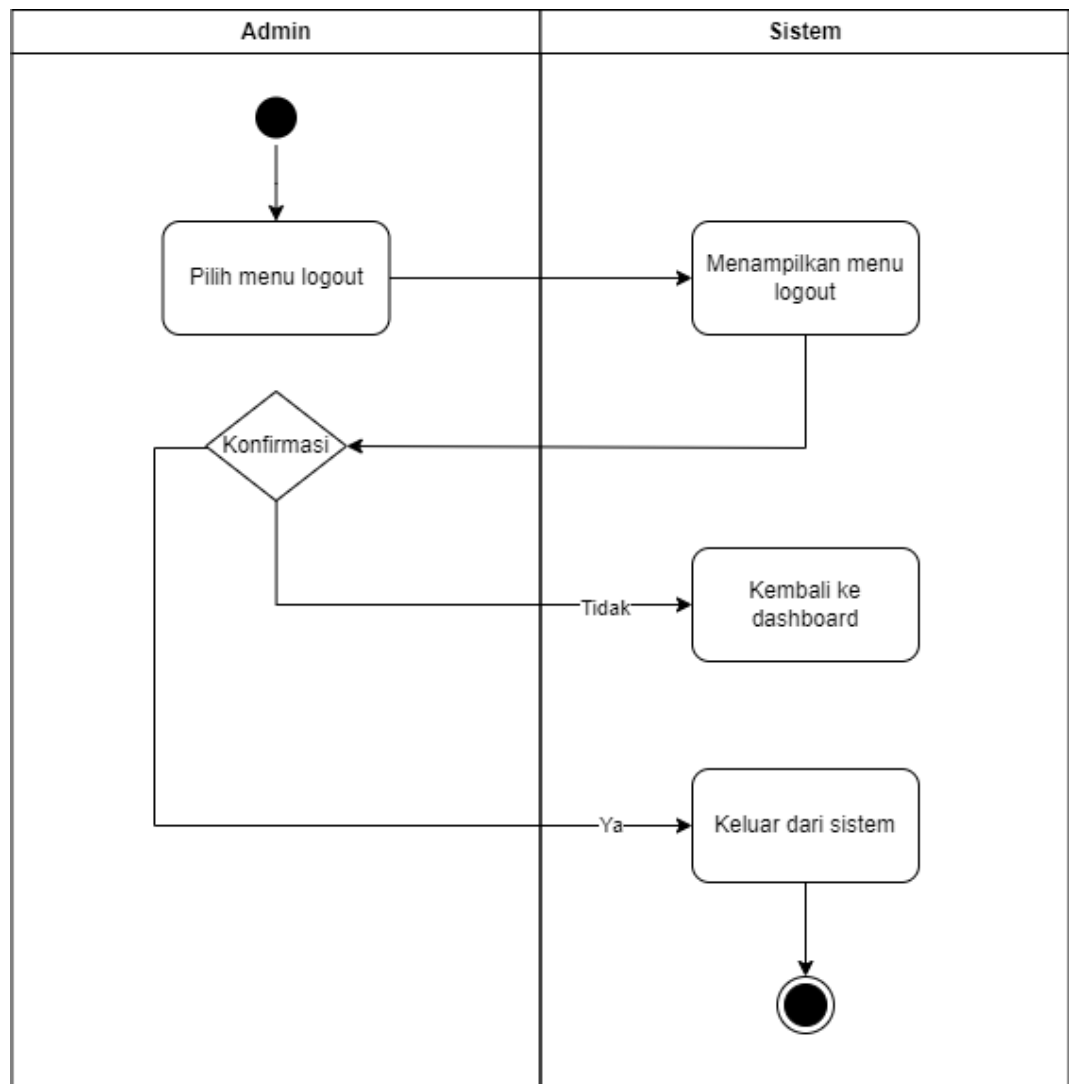 Admin
Sistem
Pilih menu logout
Menampilkan menu
logout
Konfirmasi
Kembali ke
dashboard
Tidak
Keluar dari sistem
Ya